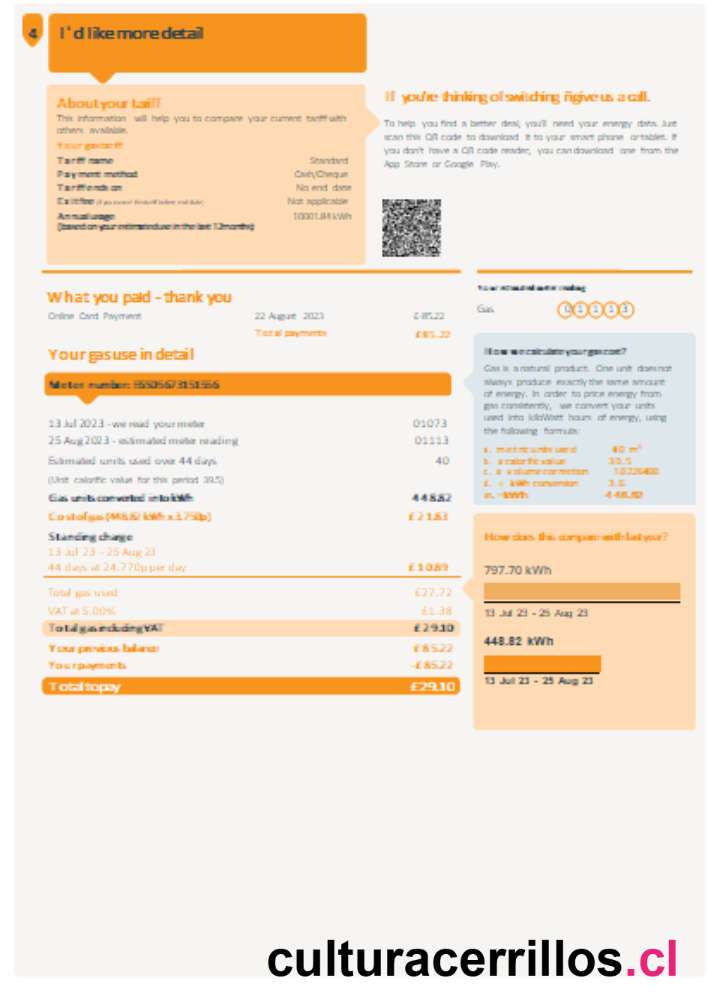 4 I'd like more detail
About your tariff
This information will help you to compare your current tariff with
others available.
Your gas tariff
Tariff name Standard
Payment method Cash/Cheque
Tariff ends on No end date
Exit fee Not applicable
Annual usage 10001.84 kWh
(based on your estimated use in the last 12 months)
If you're thinking of switching ñ give us a call.
To help you find a better deal, you'll need your energy data. Just
scan this QR code to download it to your smart phone or tablet. If
you don't have a QR code reader, you can download one from the
App Store or Google Play.
What you paid - thank you
Online Card Payment 22 August 2023 £-85.22
Total payments £85.22
Your gas use in detail
Meter number:
13 Jul 2023 - we read your meter 01073
25 Aug 2023 - estimated meter reading 01113
Estimated units used over 44 days 40
(Unit calorific value for this period 39.5)
Gas units converted into kWh 448.82
Cost of gas (448.82 kWh x 3.750p) £21.83
Standing charge
13 Jul 23 - 25 Aug 23
44 days at 24.770p per day £10.89
Total gas used £27.72
VAT at 5.00% £1.38
Total gas including VAT £29.10
Your previous balance £85.22
Your payments -£85.22
Total to pay £29.10
Your estimated meter reading
Gas 0 1 1 1 3
How we calculate your gas cost?
Gas is a natural product. One unit does not
always produce exactly the same amount
of energy. In order to price energy from
gas consistently, we convert your units
used into kiloWatt hours of energy, using
the following formula:
a. metric units used 40 m³
b. x calorific value 39.5
c. x volume correction 1.0226400
d. ÷ kWh conversion 3.6
kWh 448.82
How does this compare with last year?
797.70 kWh
13 Jul 23 - 25 Aug 23
448.82 kWh
13 Jul 23 - 25 Aug 23
culturacerrillos.cl